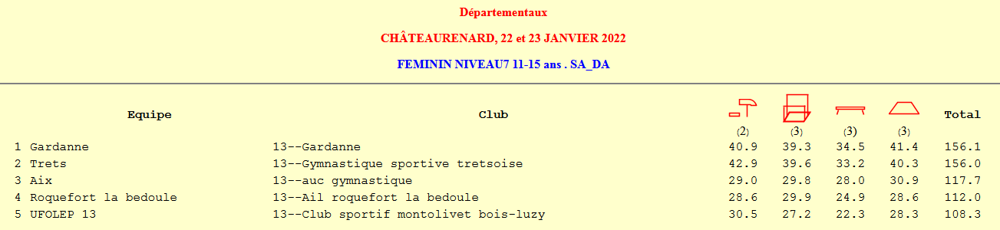 Départementaux
CHÂTEAURENARD, 22 et 23 JANVIER 2022
FEMININ NIVEAU7 11-15 ans . SA_DA
Equipe Club Total
(2) (3) (3) (3)
1 Gardanne 13--Gardanne 40.9 39.3 34.5 41.4 156.1
2 Trets 13--Gymnastique sportive tretsoise 42.9 39.6 33.2 40.3 156.0
3 Aix 13--auc gymnastique 29.0 29.8 28.0 30.9 117.7
4 Roquefort la bedoule 13--Ail roquefort la bedoule 28.6 29.9 24.9 28.6 112.0
5 UFOLEP 13 13--Club sportif montolivet bois-luzy 30.5 27.2 22.3 28.3 108.3